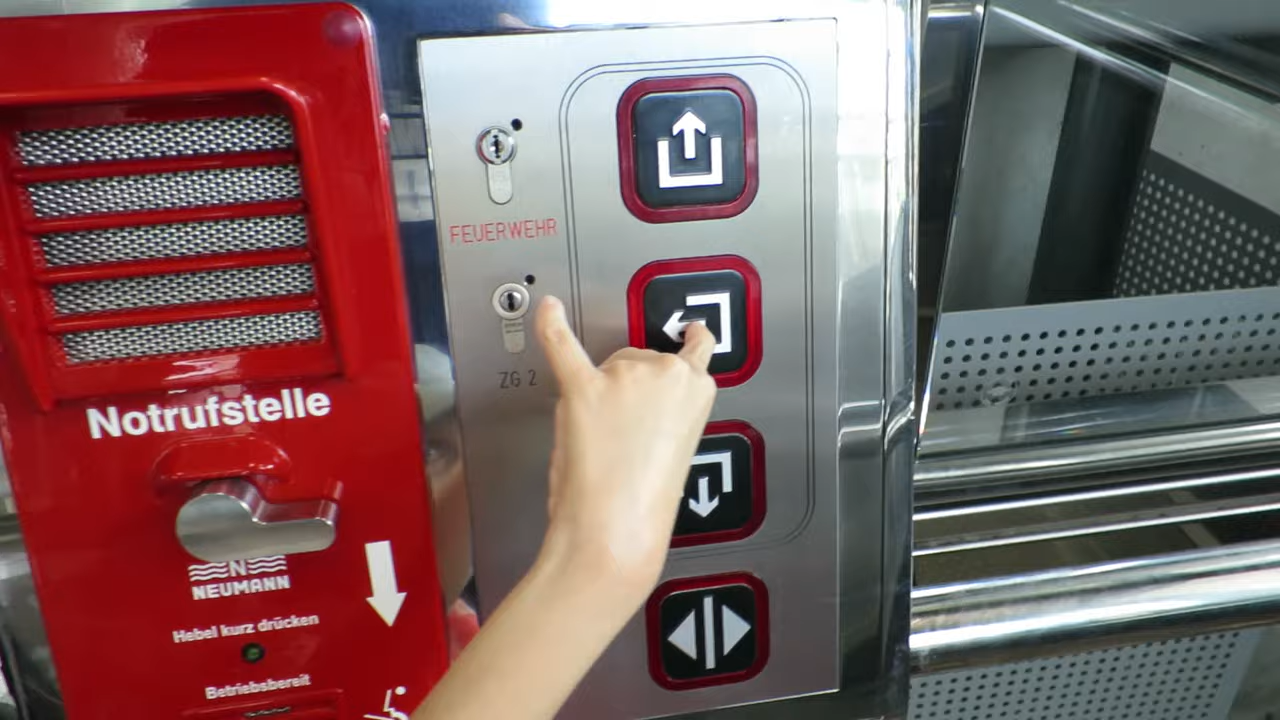 FEUERWEHR
ZG 2
Notrufstelle
N
NEUMANN
Hebel kurz drücken
Betriebsbereit